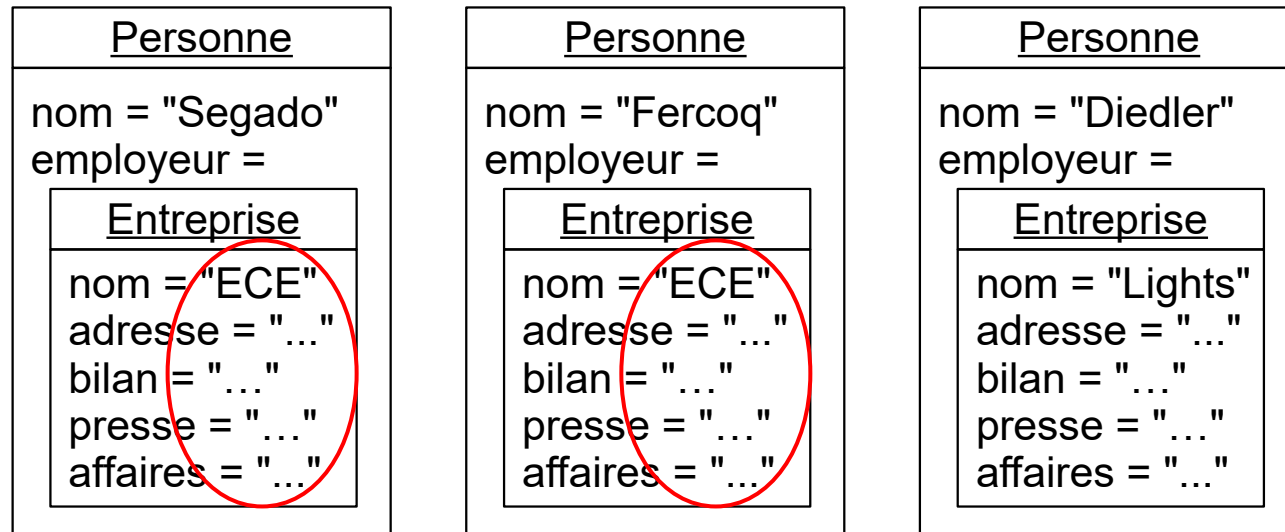 Personne
nom = "Segado"
employeur =
Entreprise
nom = "ECE"
adresse = "..."
bilan = "…"
presse = "…"
affaires = "..."
Personne
nom = "Fercoq"
employeur =
Entreprise
nom = "ECE"
adresse = "..."
bilan = "…"
presse = "…"
affaires = "..."
Personne
nom = "Diedler"
employeur =
Entreprise
nom = "Lights"
adresse = "..."
bilan = "…"
presse = "…"
affaires = "..."